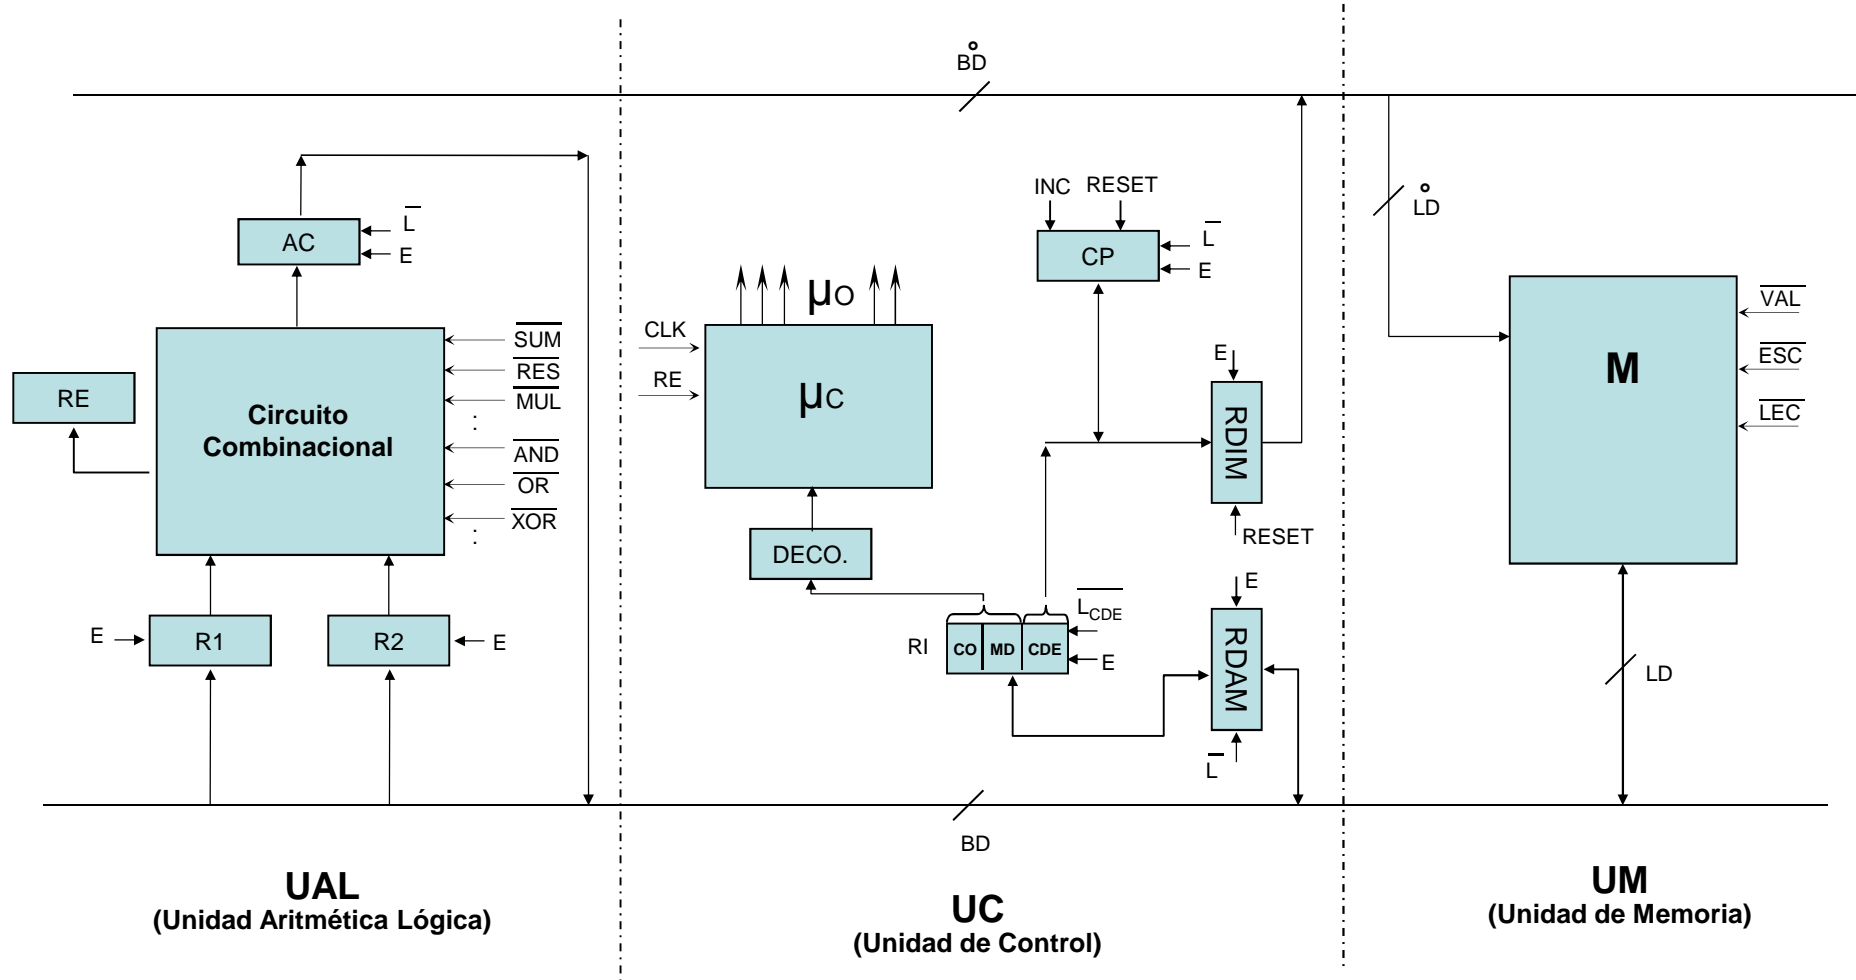 BD
INC RESET
LD
AC
L
E
CP
L
E
µO
VAL
CLK
SUM
RES
MUL
:
AND
OR
XOR
:
E
ESC
M
RE
µC
RE
LEC
Circuito
Combinacional
RDIM
RESET
DECO.
E
LCDE
E
R1
R2
E
RI
CO
MD
CDE
E
RDAM
LD
L
BD
UAL
(Unidad Aritmética Lógica)
UC
(Unidad de Control)
UM
(Unidad de Memoria)